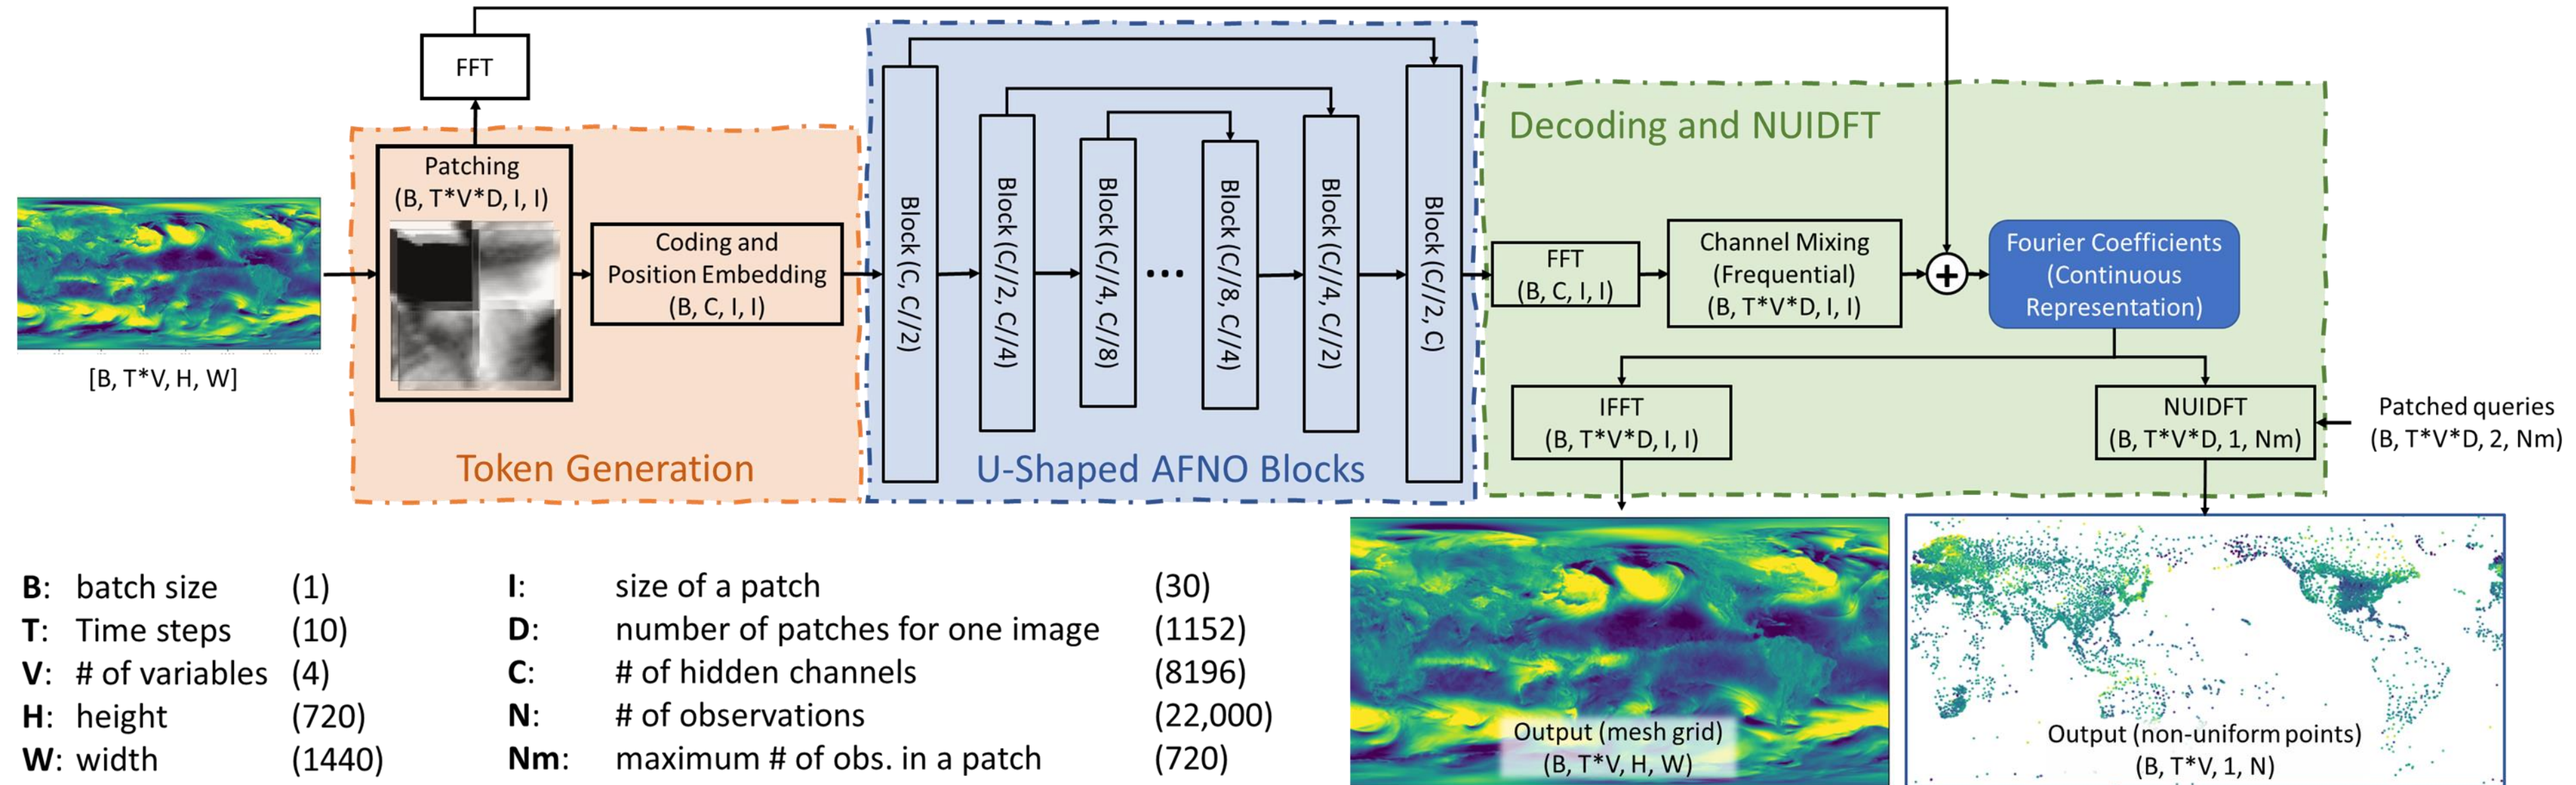 FFT
Patching
(B, T*V*D, I, I)
Coding and
Position Embedding
(B, C, I, I)
Token Generation
[B, T*V, H, W]
Block (C, C//2)
Block (C//2, C//4)
Block (C//4, C//8)
...
Block (C//8, C//4)
Block (C//4, C//2)
Block (C//2, C)
U-Shaped AFNO Blocks
Decoding and NUIDFT
FFT
(B, C, I, I)
Channel Mixing
(Frequential)
(B, T*V*D, I, I)
+
Fourier Coefficients
(Continuous
Representation)
IFFT
(B, T*V*D, I, I)
NUIDFT
(B, T*V*D, 1, Nm)
Patched queries
(B, T*V*D, 2, Nm)
B: batch size (1)
T: Time steps (10)
V: # of variables (4)
H: height (720)
W: width (1440)
I: size of a patch (30)
D: number of patches for one image (1152)
C: # of hidden channels (8196)
N: # of observations (22,000)
Nm: maximum # of obs. in a patch (720)
Output (mesh grid)
(B, T*V, H, W)
Output (non-uniform points)
(B, T*V, 1, N)